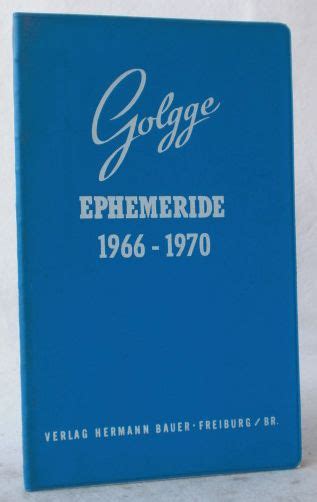 Golgge
EPHEMERIDE
1966 - 1970
VERLAG HERMANN BAUER · FREIBURG / BR.